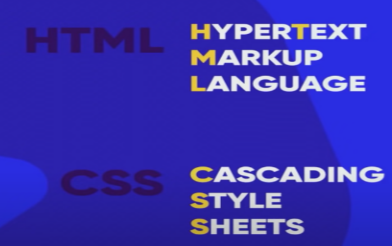 HTML
HYPERTEXT
MARKUP
LANGUAGE
CSS
CASCADING
STYLE
SHEETS